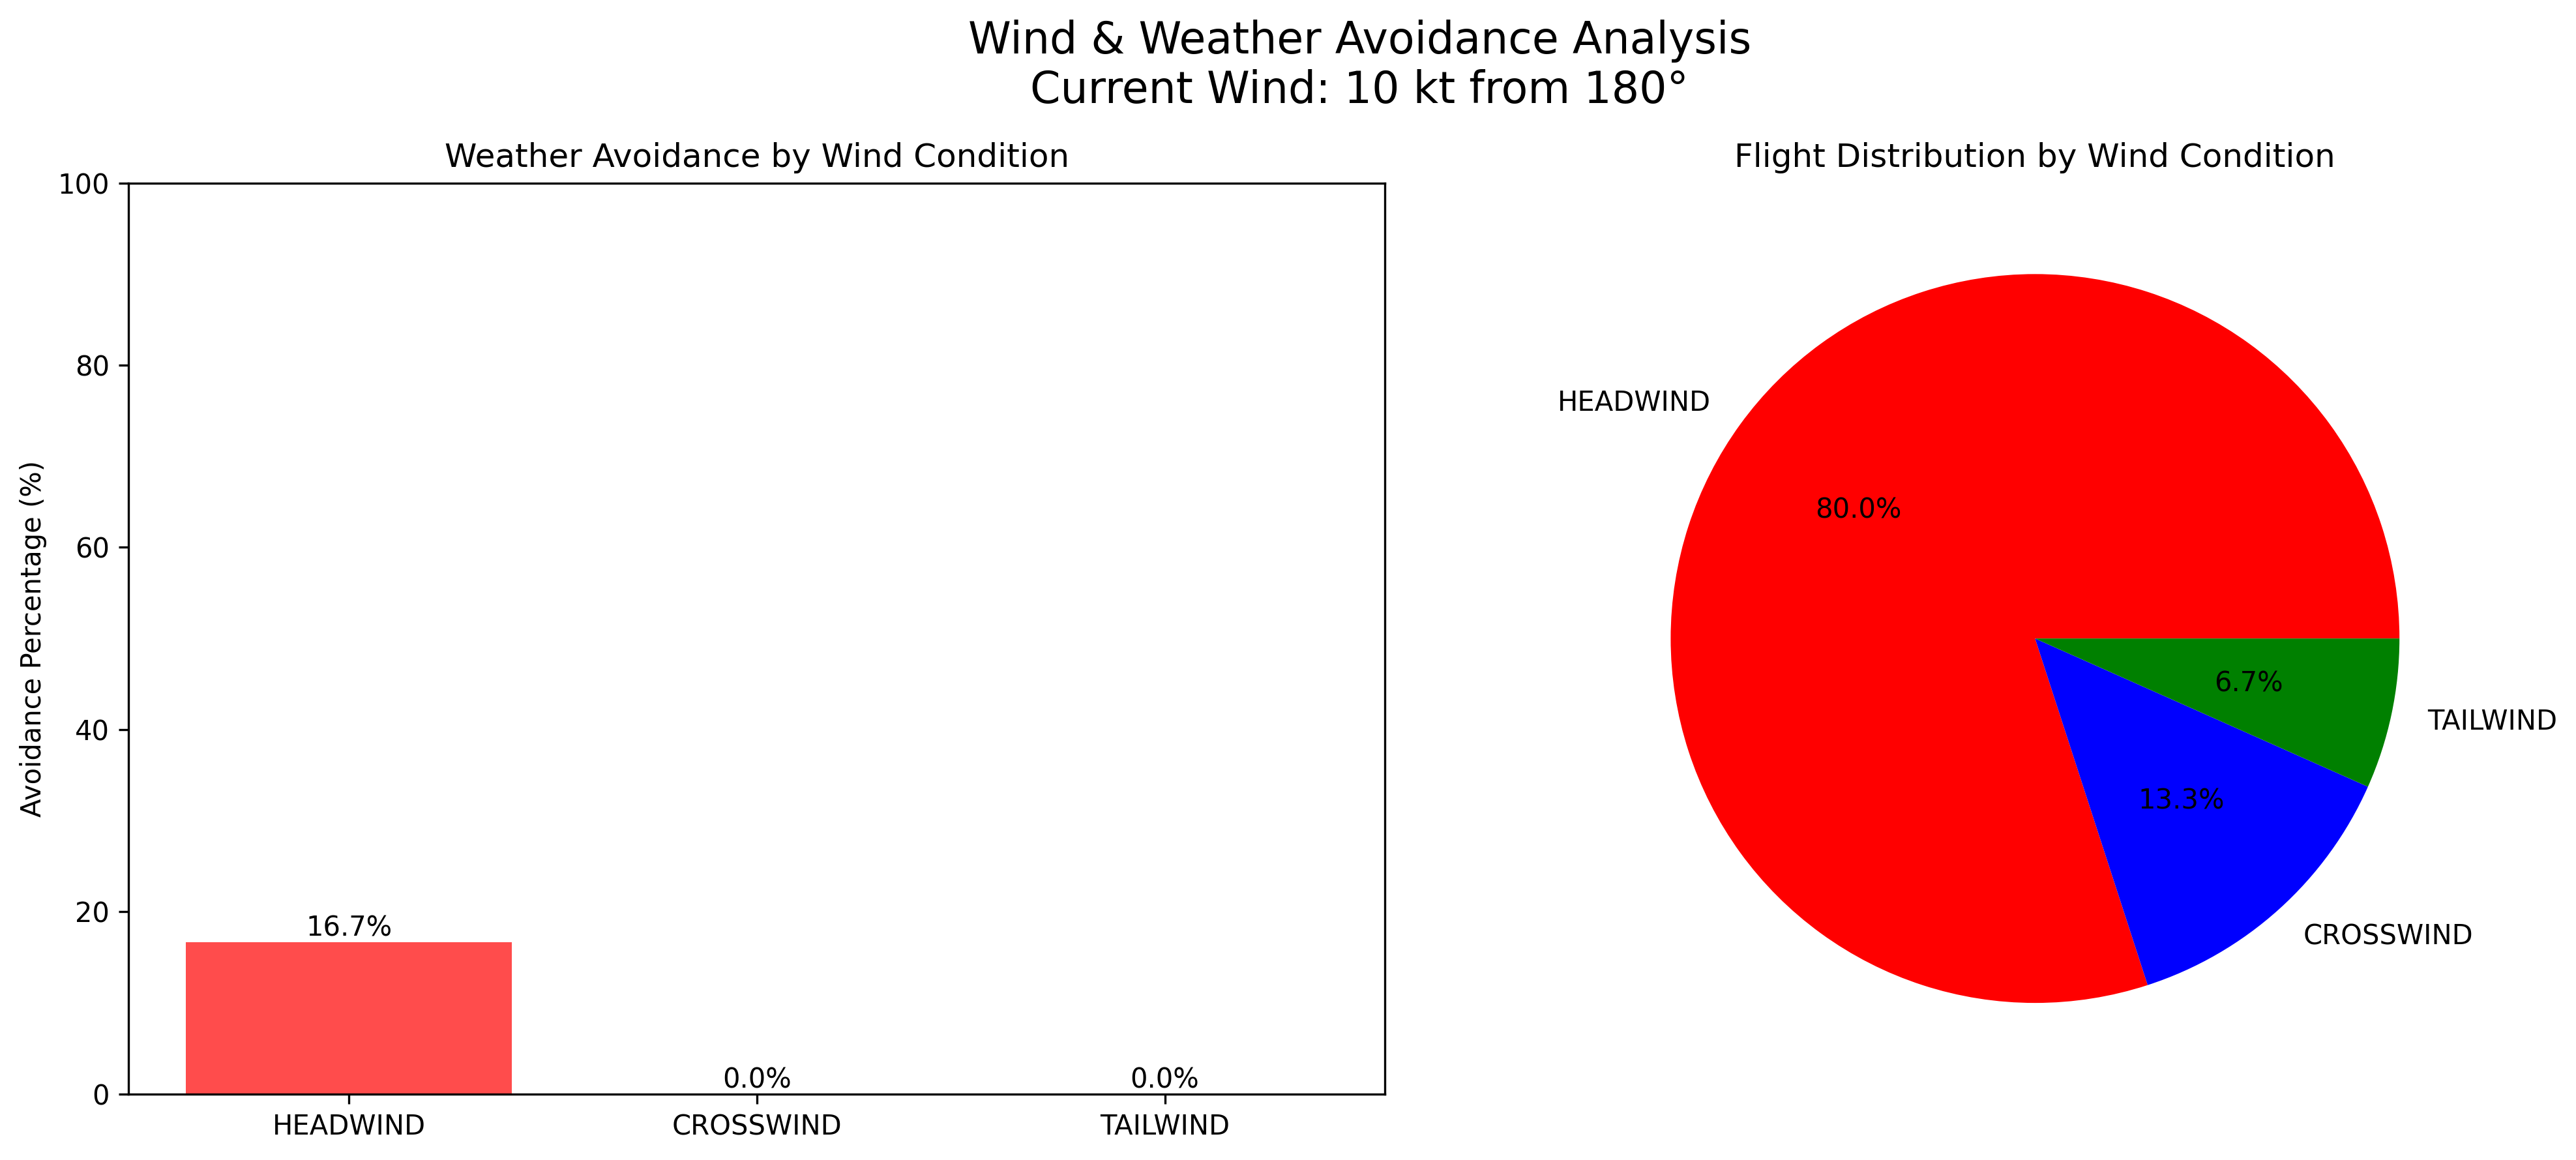 Wind & Weather Avoidance Analysis
Current Wind: 10 kt from 180°
Weather Avoidance by Wind Condition
100
80
60
40
20
0
Avoidance Percentage (%)
16.7%
0.0%
0.0%
HEADWIND
CROSSWIND
TAILWIND
Flight Distribution by Wind Condition
HEADWIND
80.0%
6.7%
TAILWIND
13.3%
CROSSWIND